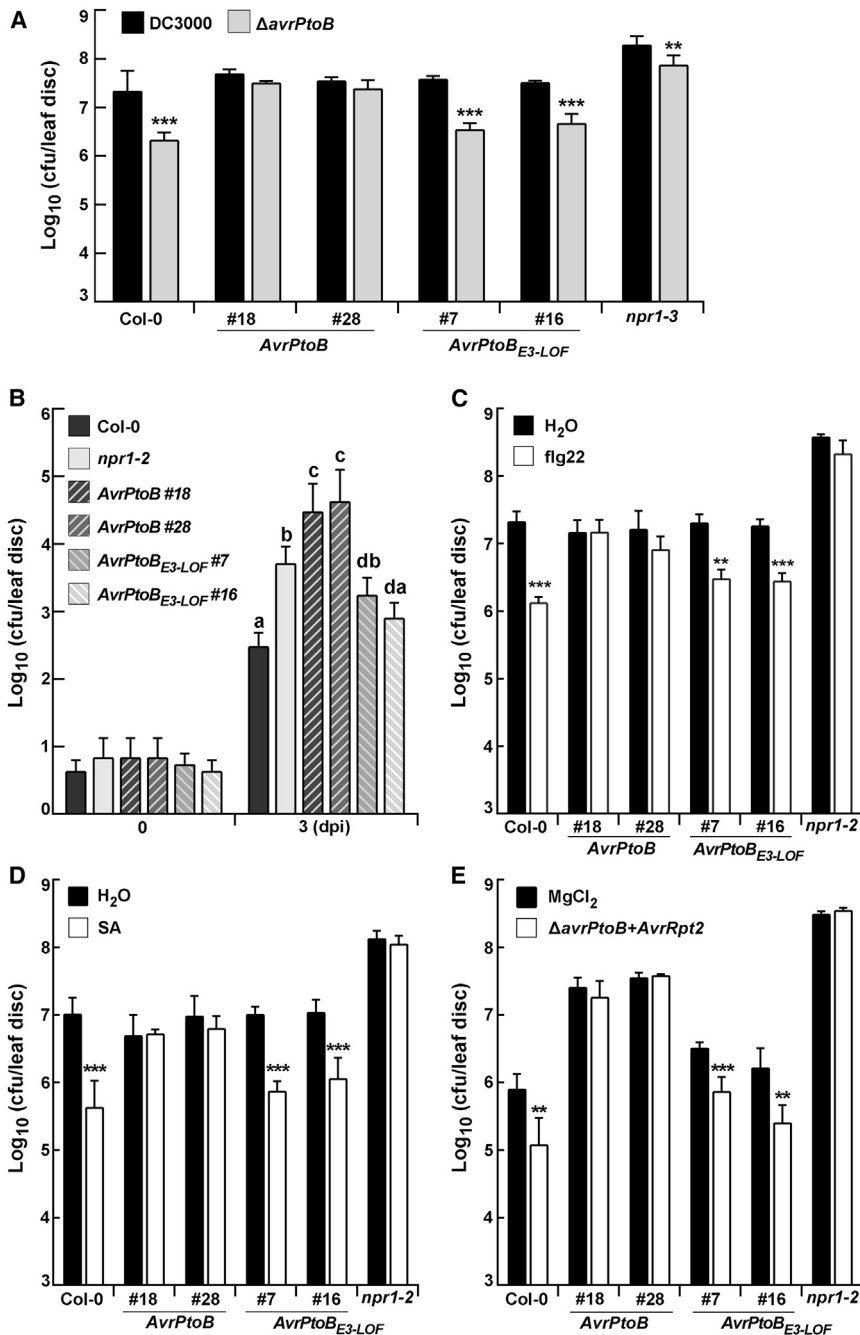 A
DC3000 ΔavrPtoB
Log10 (cfu/leaf disc)
8
7
6
5
4
3
*** *** *** **
Col-0 #18 #28 #7 #16 npr1-3
AvrPtoB AvrPtoBE3-LOF
B
Log10 (cfu/leaf disc)
6
5
4
3
2
1
0
Col-0
npr1-2
AvrPtoB #18
AvrPtoB #28
AvrPtoBE3-LOF #7
AvrPtoBE3-LOF #16
a b c c db da
0 3 (dpi)
C
H2O
flg22
Log10 (cfu/leaf disc)
9
8
7
6
5
4
3
*** ** ***
Col-0 #18 #28 #7 #16 npr1-2
AvrPtoB AvrPtoBE3-LOF
D
H2O
SA
Log10 (cfu/leaf disc)
9
8
7
6
5
4
3
*** *** ***
Col-0 #18 #28 #7 #16 npr1-2
AvrPtoB AvrPtoBE3-LOF
E
MgCl2
ΔavrPtoB+AvrRpt2
Log10 (cfu/leaf disc)
9
8
7
6
5
4
3
** *** **
Col-0 #18 #28 #7 #16 npr1-2
AvrPtoB AvrPtoBE3-LOF